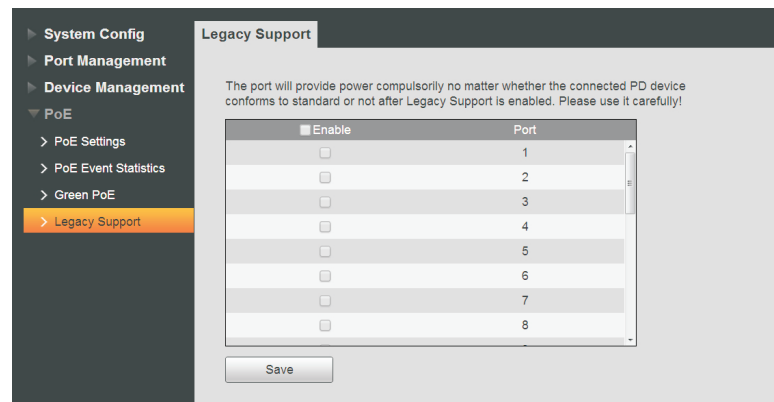 System Config
Port Management
Device Management
PoE
PoE Settings
PoE Event Statistics
Green PoE
Legacy Support
Legacy Support
The port will provide power compulsorily no matter whether the connected PD device
conforms to standard or not after Legacy Support is enabled. Please use it carefully!
Enable Port
1
2
3
4
5
6
7
8
Save